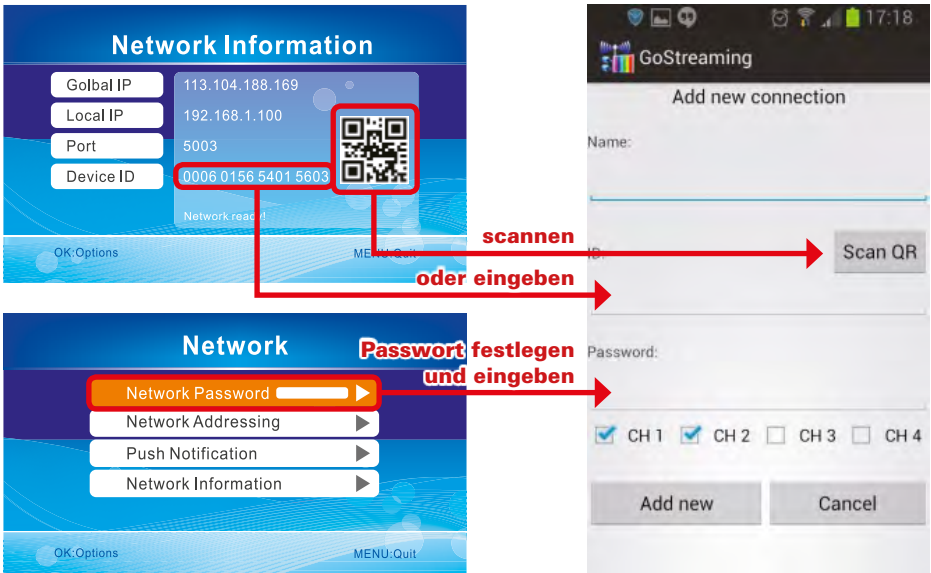 Network Information
Golbal IP 113.104.188.169
Local IP 192.168.1.100
Port 5003
Device ID 0006 0156 5401 5603
Network ready!
OK:Options MENU:Quit
scannen
oder eingeben
Network
Network Password
Network Addressing
Push Notification
Network Information
OK:Options MENU:Quit
Passwort festlegen
und eingeben
17:18
GoStreaming
Add new connection
Name:
ID:
Scan QR
Password:
CH 1 CH 2 CH 3 CH 4
Add new Cancel